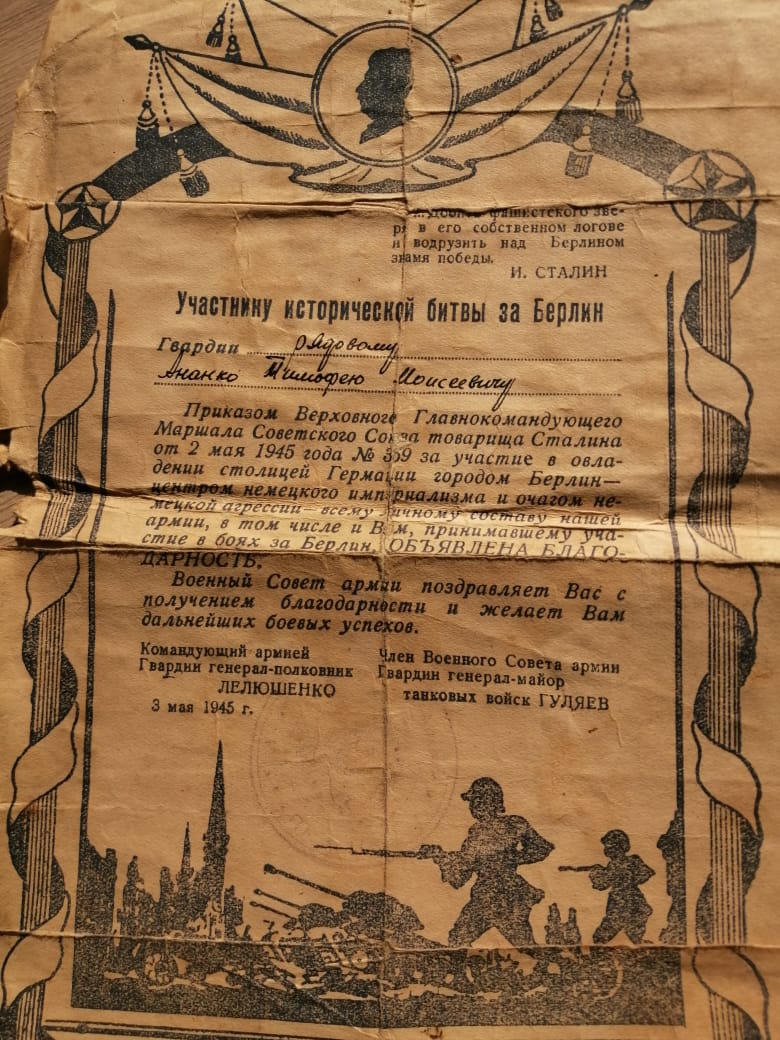 Добить фашистского зве-
ря в его собственном логове
и водрузить над Берлином
знамя победы.
И. СТАЛИН
Участнику исторической битвы за Берлин
Гвардии рядовому
Ананко Тимофею Моисеевичу
Приказом Верховного Главнокомандующего
Маршала Советского Союза товарища Сталина
от 2 мая 1945 года № 359 за участие в овла-
дении столицей Германии городом Берлин—
центром немецкого империализма и очагом не-
мецкой агрессии—всему личному составу нашей
армии, в том числе и Вам, принимавшему уча-
стие в боях за Берлин, ОБЪЯВЛЕНА БЛАГО-
ДАРНОСТЬ.
Военный Совет армии поздравляет Вас с
получением благодарности и желает Вам
дальнейших боевых успехов.
Командующий армией
Гвардии генерал-полковник
ЛЕЛЮШЕНКО
3 мая 1945 г.
Член Военного Совета армии
Гвардии генерал-майор
танковых войск ГУЛЯЕВ